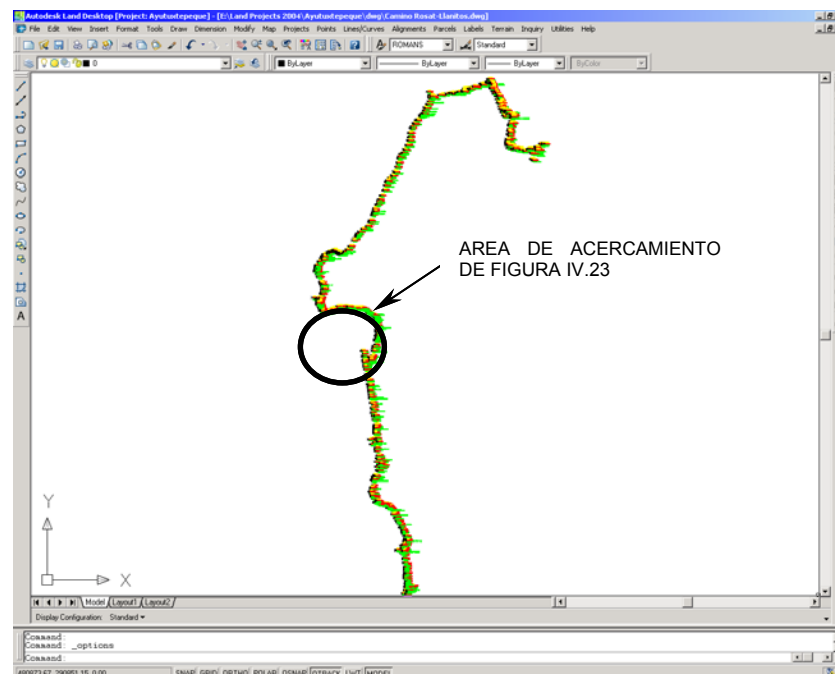 Autodesk Land Desktop [Project: Ayutuxtepeque] - [E:\Land Projects 2004\Ayutuxtepeque\dwg\Camino Rosat-Llanitos.dwg]
File Edit View Insert Format Tools Draw Dimension Modify Map Projects Points Lines/Curves Alignments Parcels Labels Terrain Inquiry Utilities Help
ROMANS Standard
0 ByLayer ByLayer ByLayer ByColor
A
AREA DE ACERCAMIENTO
DE FIGURA IV.23
Y
X
Model Layout1 Layout2
Display Configuration: Standard
Command:
Command: _options
Command:
SNAP GRID ORTHO POLAR OSNAP OTRACK LWT MODEL